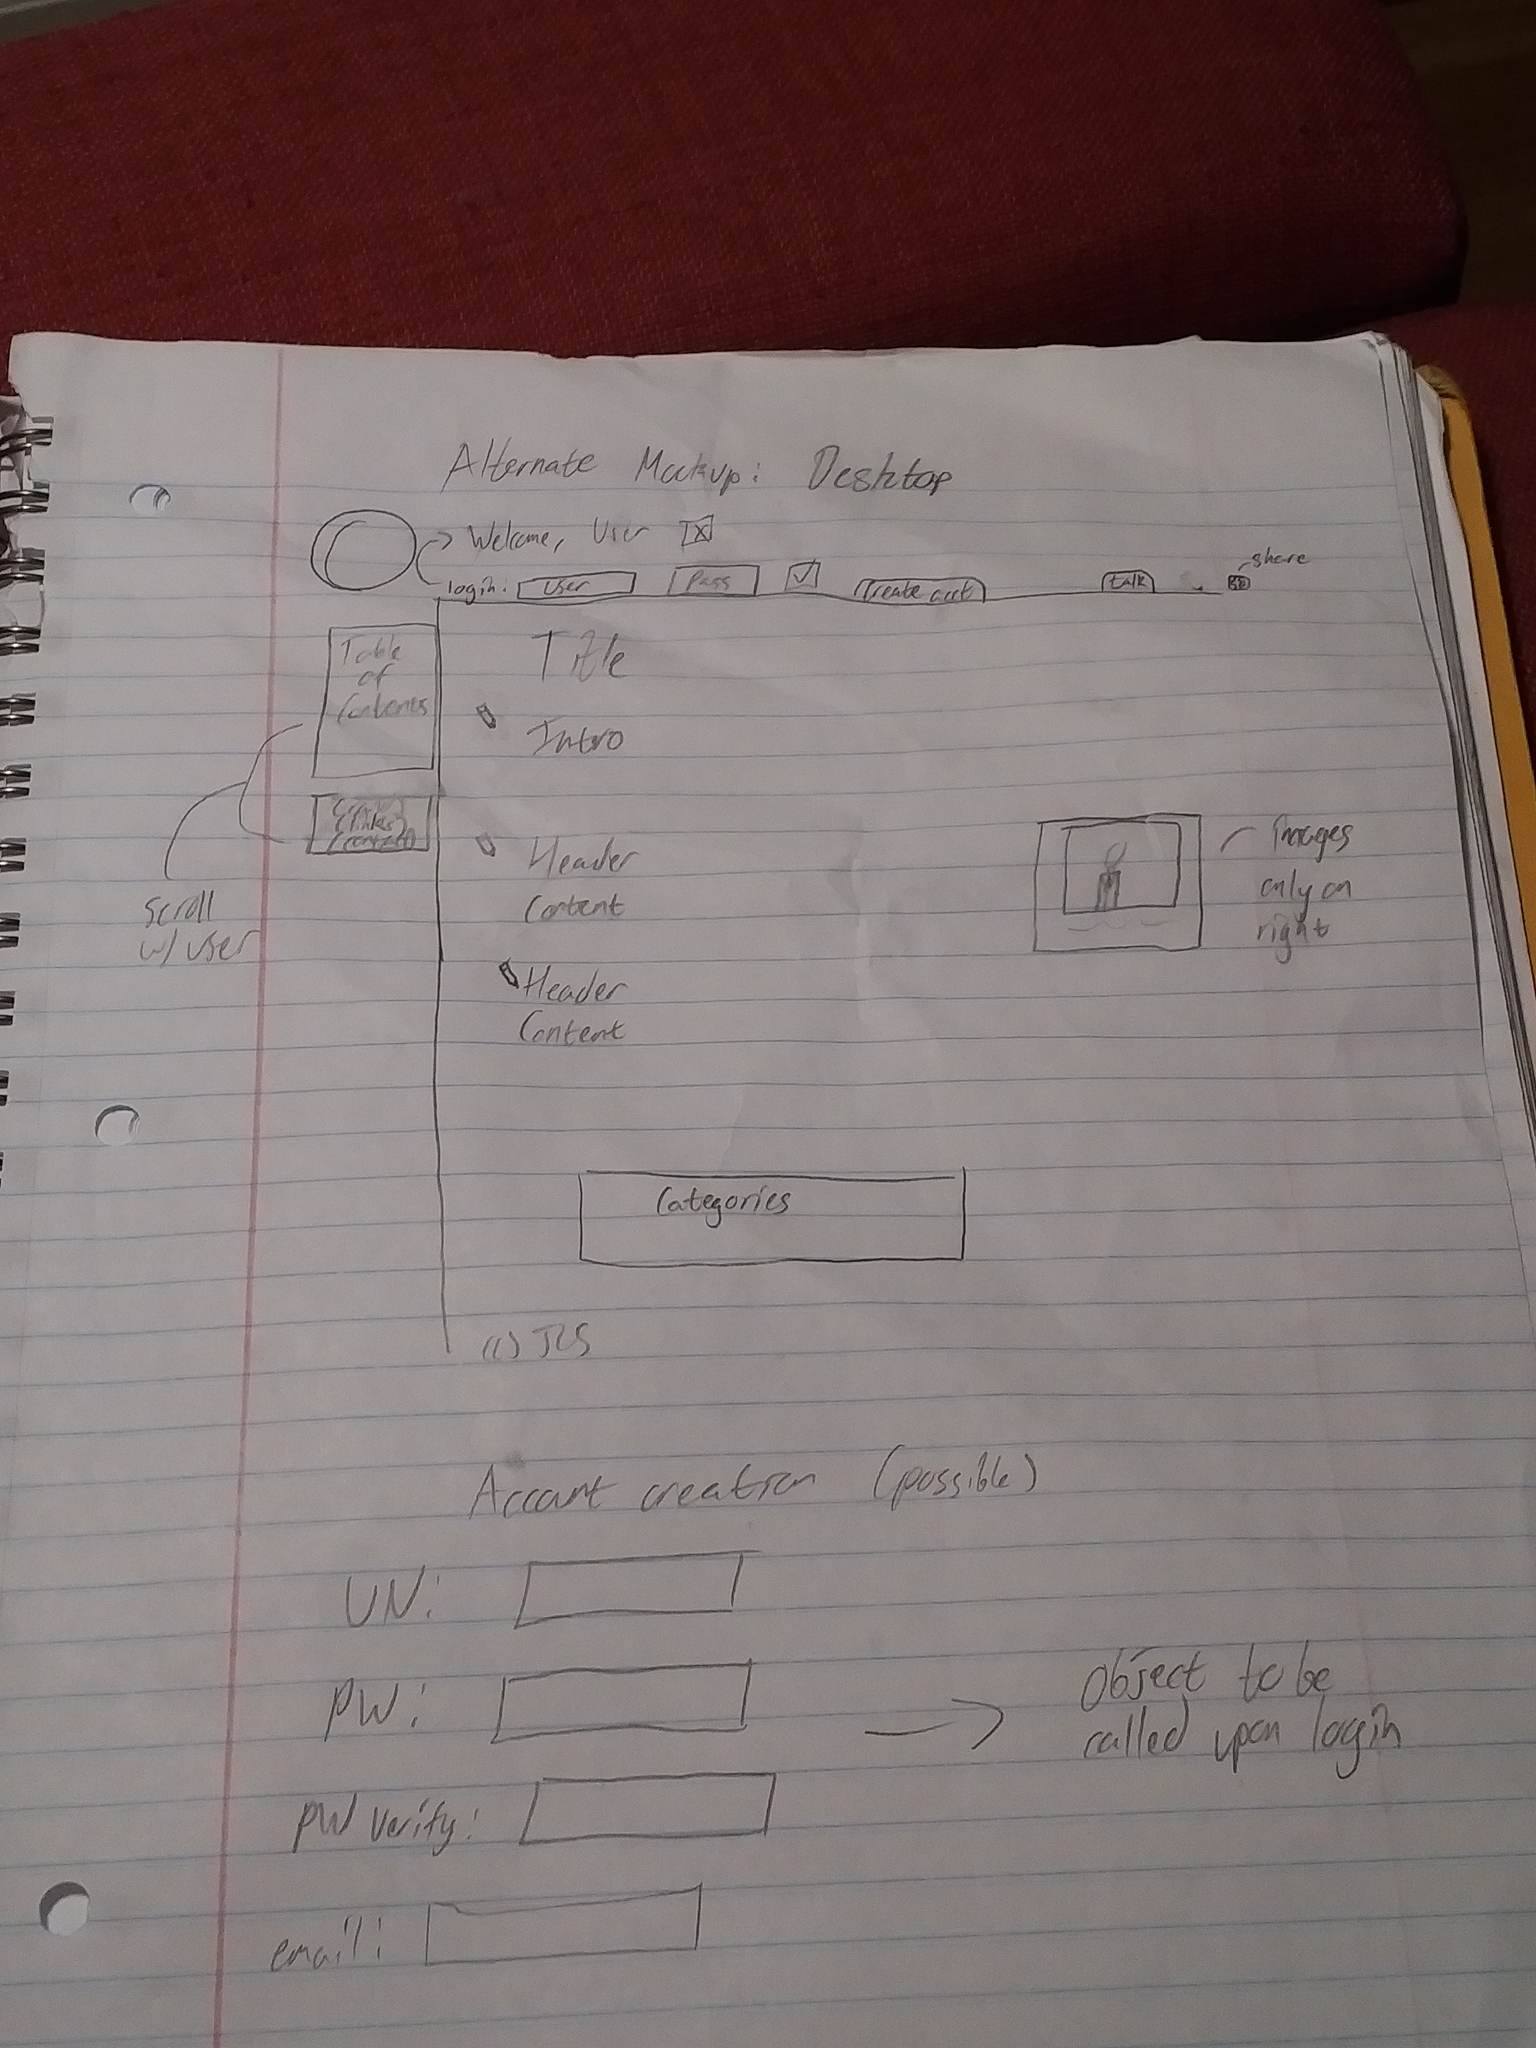 Alternate Mockup: Desktop
Welcome, User
login: User Pass Create acct talk share
Table
of
Contents
Title
Intro
links
scroll
w/ user
Header
Content
Images
only on
right
Header
Content
Categories
(C) JCS
Account creation (possible)
UN:
PW:
Object to be
called upon login
PW Verify:
email: